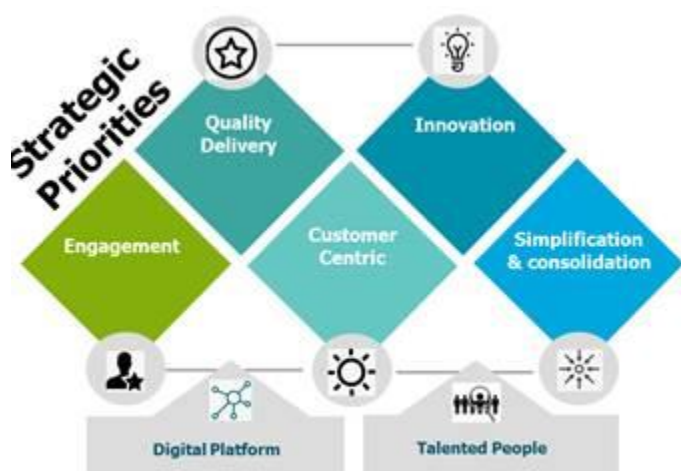 Strategic
Priorities
Quality
Delivery
Innovation
Engagement
Customer
Centric
Simplification
& consolidation
Digital Platform
Talented People